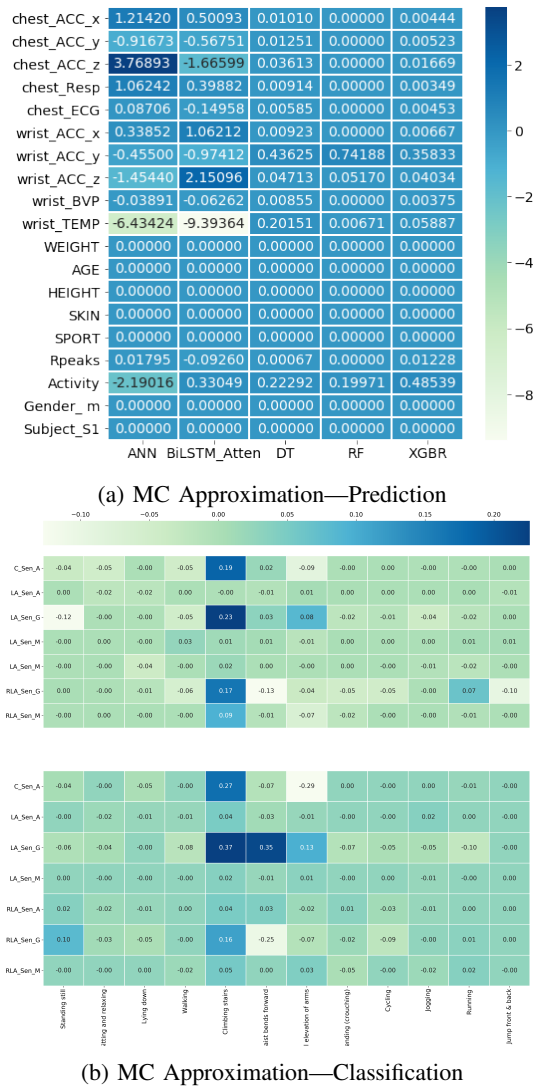 chest_ACC_x 1.21420 0.50093 0.01010 0.00000 0.00444
chest_ACC_y -0.91673 -0.56751 0.01251 0.00000 0.00523
chest_ACC_z 3.76893 -1.66599 0.03613 0.00000 0.01669
chest_Resp 1.06242 0.39882 0.00914 0.00000 0.00349
chest_ECG 0.08706 -0.14958 0.00585 0.00000 0.00453
wrist_ACC_x 0.33852 1.06212 0.00923 0.00000 0.00667
wrist_ACC_y -0.45500 -0.97412 0.43625 0.74188 0.35833
wrist_ACC_z -1.45440 2.15096 0.04713 0.05170 0.04034
wrist_BVP -0.03891 -0.06262 0.00855 0.00000 0.00375
wrist_TEMP -6.43424 -9.39364 0.20151 0.00671 0.05887
WEIGHT 0.00000 0.00000 0.00000 0.00000 0.00000
AGE 0.00000 0.00000 0.00000 0.00000 0.00000
HEIGHT 0.00000 0.00000 0.00000 0.00000 0.00000
SKIN 0.00000 0.00000 0.00000 0.00000 0.00000
SPORT 0.00000 0.00000 0.00000 0.00000 0.00000
Rpeaks 0.01795 -0.09260 0.00067 0.00000 0.01228
Activity -2.19016 0.33049 0.22292 0.19971 0.48539
Gender_ m 0.00000 0.00000 0.00000 0.00000 0.00000
Subject_S1 0.00000 0.00000 0.00000 0.00000 0.00000
ANN BiLSTM_Atten DT RF XGBR
2
0
−2
−4
−6
−8
(a) MC Approximation—Prediction
−0.10 −0.05 0.00 0.05 0.10 0.15 0.20
C_Sen_A -0.04 -0.05 -0.00 -0.05 0.19 0.02 -0.09 -0.00 0.00 -0.00 -0.00 0.00
LA_Sen_A 0.00 -0.02 -0.02 0.00 -0.00 -0.01 0.01 0.00 0.00 -0.00 0.00 -0.01
LA_Sen_G -0.12 -0.00 -0.00 -0.05 0.23 0.03 0.08 -0.02 -0.01 -0.04 -0.02 0.00
LA_Sen_M -0.00 0.00 0.00 0.03 0.01 0.01 -0.01 0.00 0.00 0.00 0.01 0.01
LA_Sen_M -0.00 0.00 -0.04 -0.00 0.02 0.00 -0.00 0.00 -0.00 -0.01 -0.02 0.00
RLA_Sen_G 0.00 -0.00 -0.01 -0.06 0.17 -0.13 -0.04 -0.05 -0.05 -0.00 0.07 -0.10
RLA_Sen_M -0.00 0.00 -0.00 -0.00 0.09 -0.01 -0.07 -0.02 -0.00 -0.01 -0.00 0.00
C_Sen_A -0.04 -0.00 -0.05 -0.00 0.27 -0.07 -0.29 0.00 0.00 -0.00 -0.01 -0.00
LA_Sen_A -0.00 -0.02 -0.01 -0.01 0.04 -0.03 -0.01 -0.00 -0.00 0.02 0.00 -0.00
LA_Sen_G -0.06 -0.04 -0.00 -0.08 0.37 0.35 0.13 -0.07 -0.05 -0.00 -0.10 -0.00
LA_Sen_M 0.00 -0.00 -0.00 0.00 0.02 -0.01 0.01 -0.00 0.00 -0.00 0.00 -0.00
RLA_Sen_A 0.02 -0.02 -0.01 0.00 0.04 0.03 -0.02 0.01 -0.03 -0.00 -0.01 0.00
RLA_Sen_G 0.10 -0.03 -0.05 -0.00 0.16 -0.25 -0.07 -0.02 -0.09 -0.00 0.01 0.00
RLA_Sen_M -0.00 -0.00 0.00 -0.02 0.05 0.00 0.03 -0.05 -0.00 -0.02 0.02 -0.00
Standing still
itting and relaxing
Lying down
Walking
Climbing stairs
aist bends forward
l elevation of arms
ending (crouching)
Cycling
Jogging
Running
Jump front & back
(b) MC Approximation—Classification